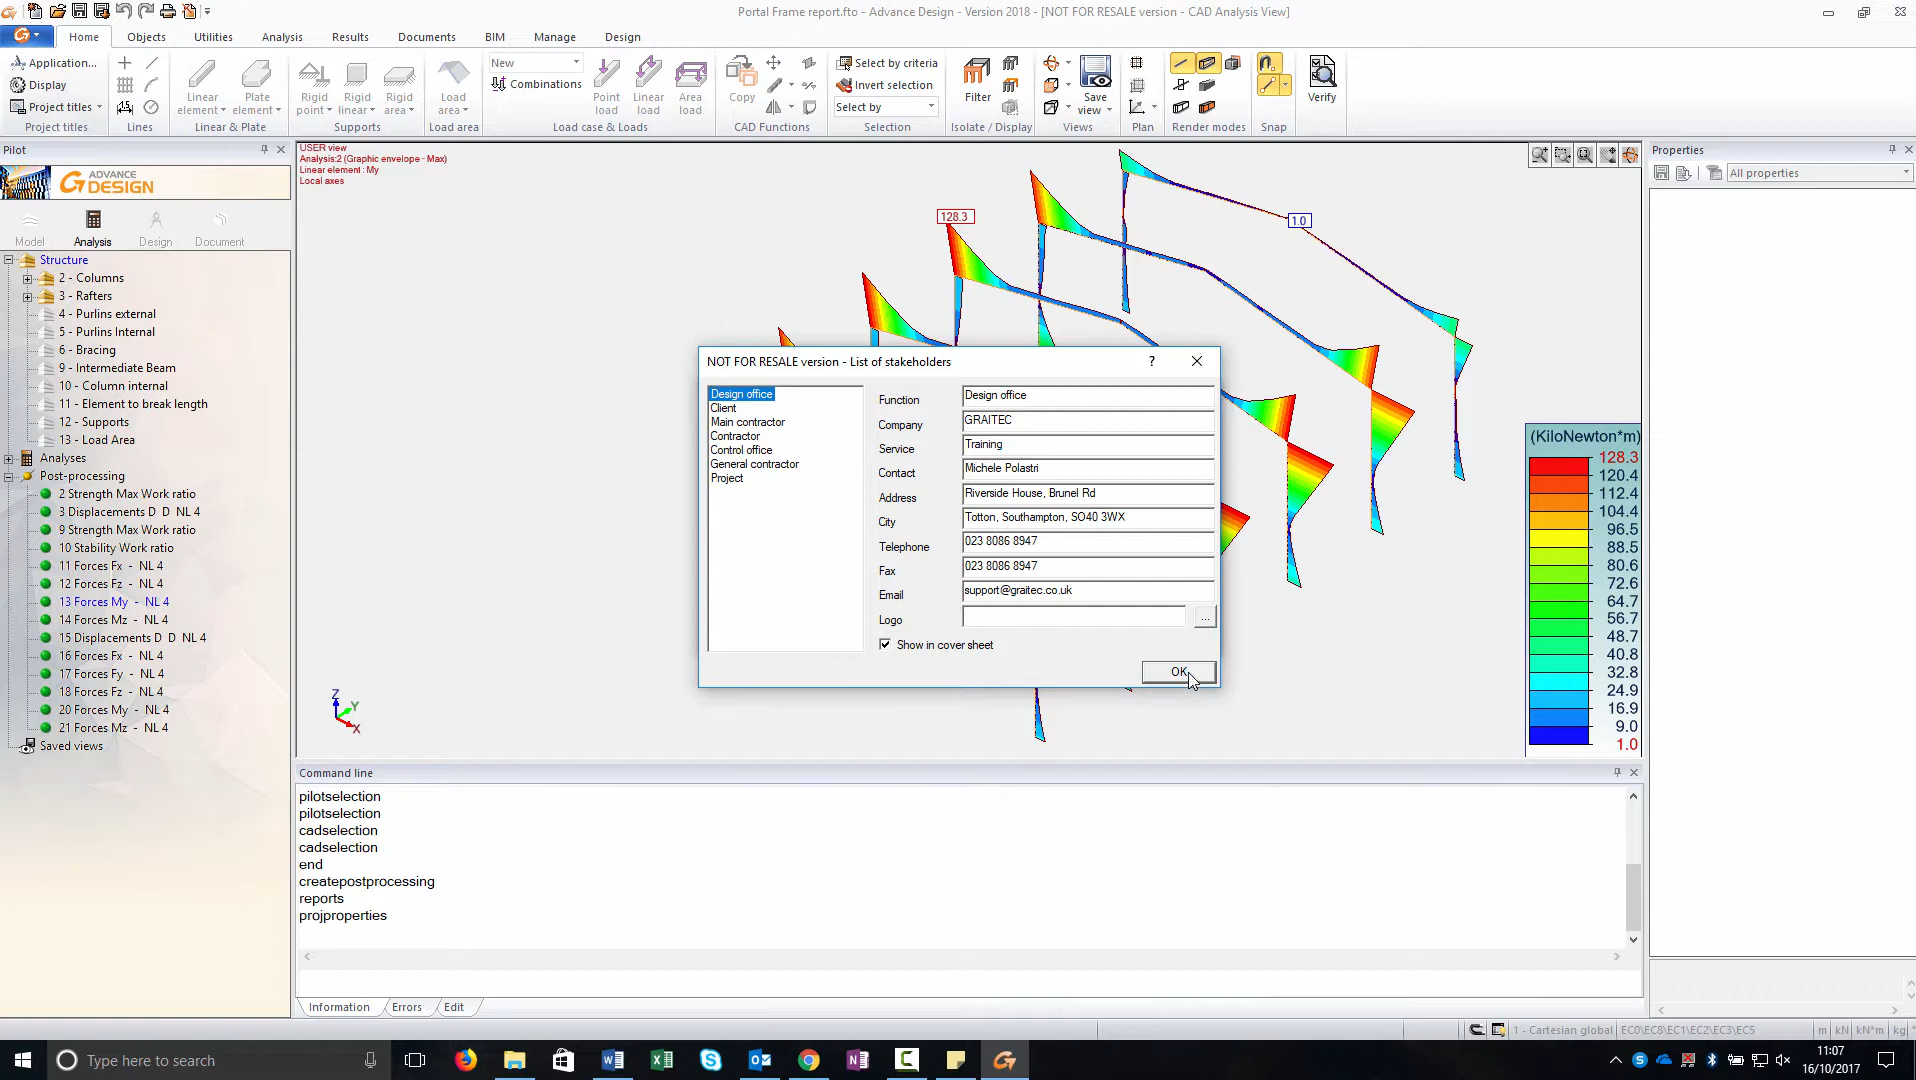 Portal Frame report.fto - Advance Design - Version 2018 - [NOT FOR RESALE version - CAD Analysis View]
Home Objects Utilities Analysis Results Documents BIM Manage Design
Application...
Display
Project titles
Project titles
Lines
Linear element
Plate element
Linear & Plate
Rigid point
Rigid linear
Rigid area
Supports
Load area
Load area
New
Combinations
Point load
Linear load
Area load
Load case & Loads
Copy
CAD Functions
Select by criteria
Invert selection
Select by
Selection
Filter
Isolate / Display
Save view
Views
Plan
Render modes
Snap
Verify
Pilot
ADVANCE
DESIGN
Model Analysis Design Document
Structure
2 - Columns
3 - Rafters
4 - Purlins external
5 - Purlins Internal
6 - Bracing
9 - Intermediate Beam
10 - Column internal
11 - Element to break length
12 - Supports
13 - Load Area
Analyses
Post-processing
2 Strength Max Work ratio
3 Displacements D D NL 4
9 Strength Max Work ratio
10 Stability Work ratio
11 Forces Fx - NL 4
12 Forces Fz - NL 4
13 Forces My - NL 4
14 Forces Mz - NL 4
15 Displacements D D NL 4
16 Forces Fx - NL 4
17 Forces Fy - NL 4
18 Forces Fz - NL 4
20 Forces My - NL 4
21 Forces Mz - NL 4
Saved views
USER view
Analysis:2 (Graphic envelope - Max)
Linear element : My
Local axes
128.3
1.0
Z
Y
X
NOT FOR RESALE version - List of stakeholders
?
Design office
Client
Main contractor
Contractor
Control office
General contractor
Project
Function Design office
Company GRAITEC
Service Training
Contact Michele Polastri
Address Riverside House, Brunel Rd
City Totton, Southampton, SO40 3WX
Telephone 023 8086 8947
Fax 023 8086 8947
Email support@graitec.co.uk
Logo ...
Show in cover sheet
OK
(KiloNewton*m)
128.3
120.4
112.4
104.4
96.5
88.5
80.6
72.6
64.7
56.7
48.7
40.8
32.8
24.9
16.9
9.0
1.0
Properties
All properties
Command line
pilotselection
pilotselection
cadselection
cadselection
end
createpostprocessing
reports
projproperties
Information Errors Edit
1 - Cartesian global EC0\EC8\EC1\EC2\EC3\EC5 m kN kN*m kg
Type here to search
11:07
16/10/2017